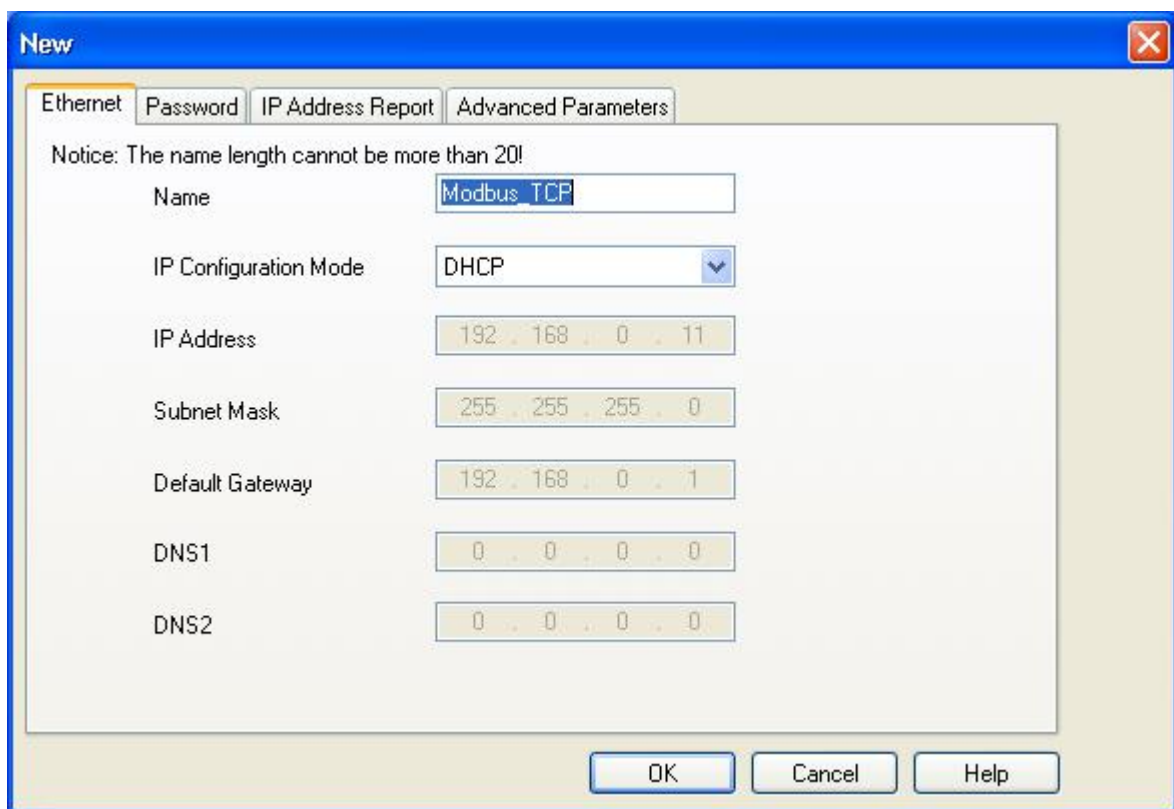 New
Ethernet Password IP Address Report Advanced Parameters
Notice: The name length cannot be more than 20!
Name Modbus_TCP
IP Configuration Mode DHCP
IP Address 192 . 168 . 0 . 11
Subnet Mask 255 . 255 . 255 . 0
Default Gateway 192 . 168 . 0 . 1
DNS1 0 . 0 . 0 . 0
DNS2 0 . 0 . 0 . 0
OK Cancel Help